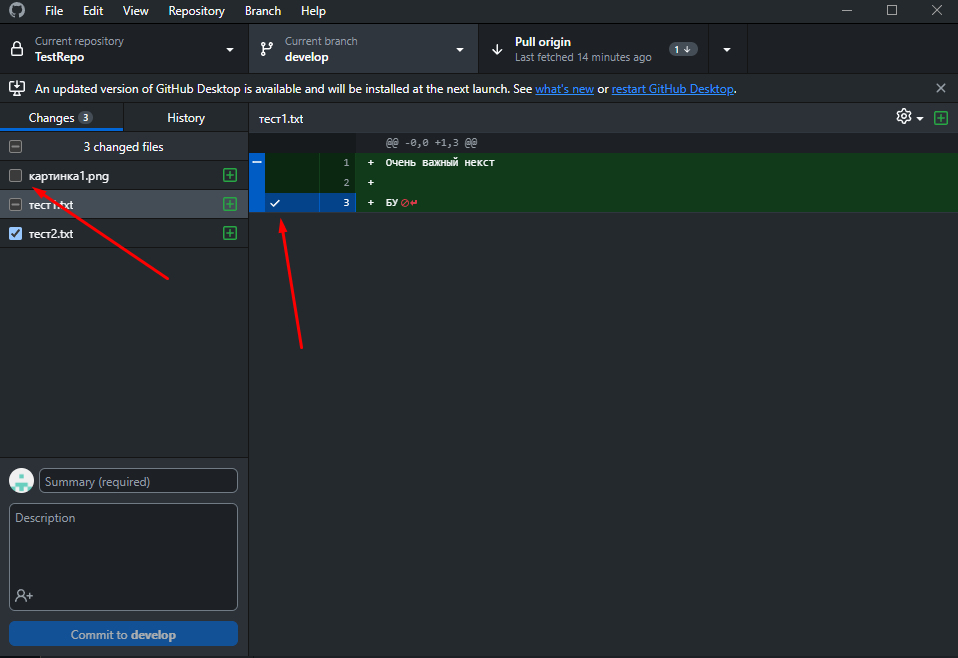 File Edit View Repository Branch Help
Current repository
TestRepo
Current branch
develop
Pull origin
Last fetched 14 minutes ago
1
An updated version of GitHub Desktop is available and will be installed at the next launch. See what's new or restart GitHub Desktop.
Changes 3 History
тест1.txt
3 changed files
@@ -0,0 +1,3 @@
1 + Очень важный некст
картинка1.png
2 +
тест1.txt
3 + БУ
тест2.txt
Summary (required)
Description
Commit to develop